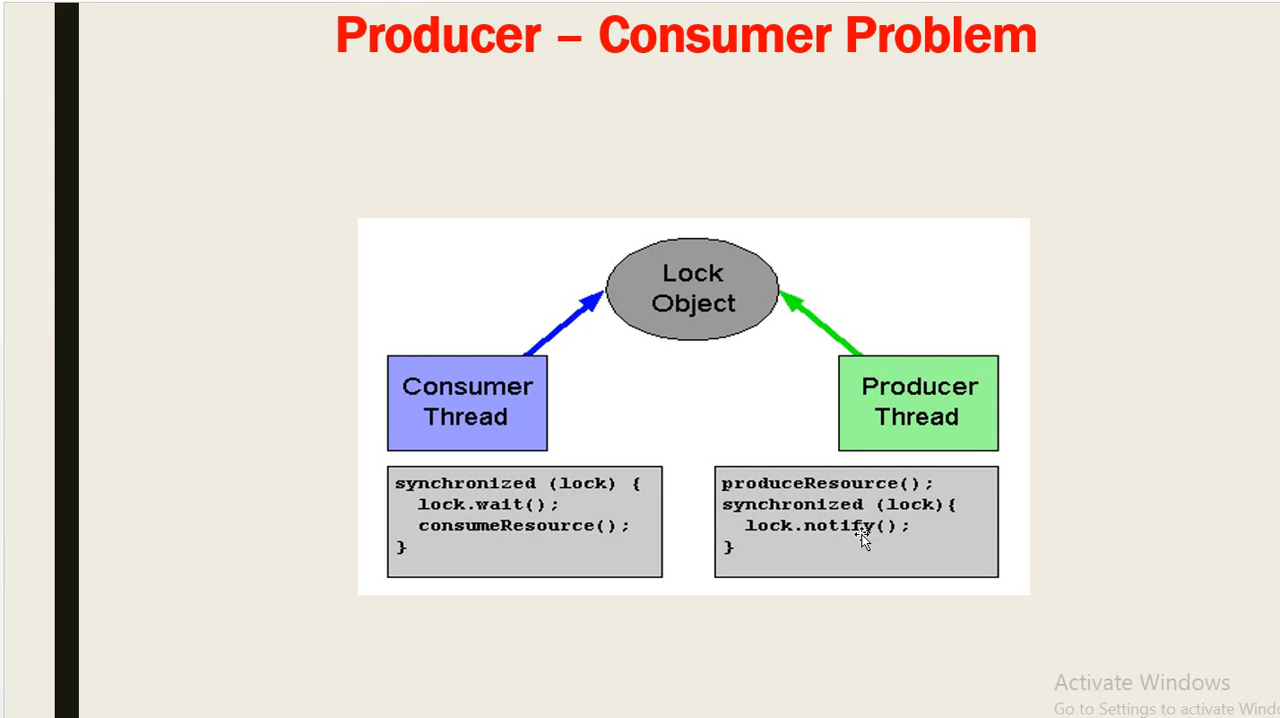 Producer – Consumer Problem
Lock
Object
Consumer
Thread
Producer
Thread
synchronized (lock) {
lock.wait();
consumeResource();
}
produceResource();
synchronized (lock){
lock.notify();
}
Activate Windows
Go to Settings to activate Wind